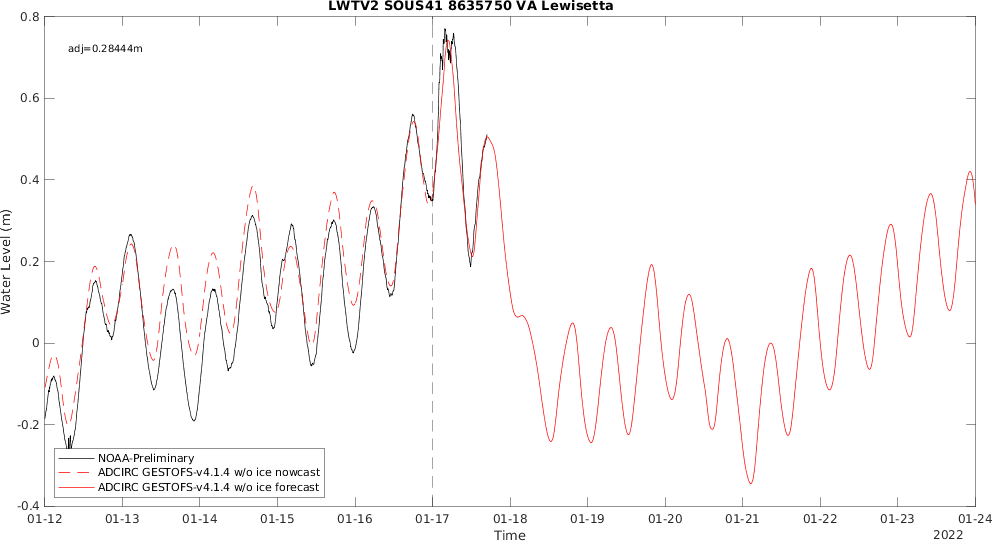 LWTV2 SOUS41 8635750 VA Lewisetta
adj=0.28444m
Water Level (m)
0.8
0.6
0.4
0.2
0
-0.2
-0.4
NOAA-Preliminary
ADCIRC GESTOFS-v4.1.4 w/o ice nowcast
ADCIRC GESTOFS-v4.1.4 w/o ice forecast
01-12 01-13 01-14 01-15 01-16 01-17 01-18 01-19 01-20 01-21 01-22 01-23 01-24
Time
2022